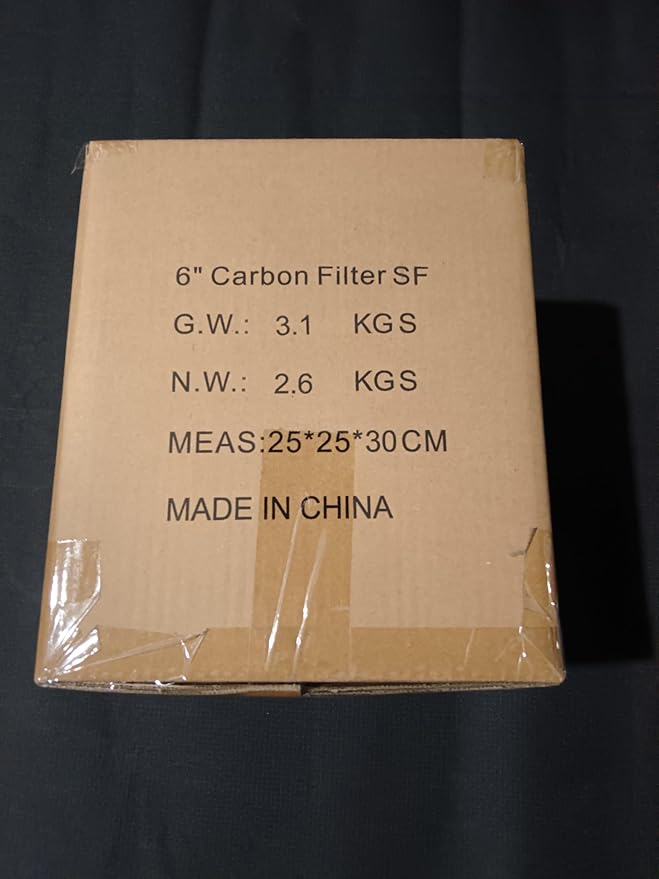 6" Carbon Filter SF
G.W.: 3.1 KGS
N.W.: 2.6 KGS
MEAS:25*25*30CM
MADE IN CHINA